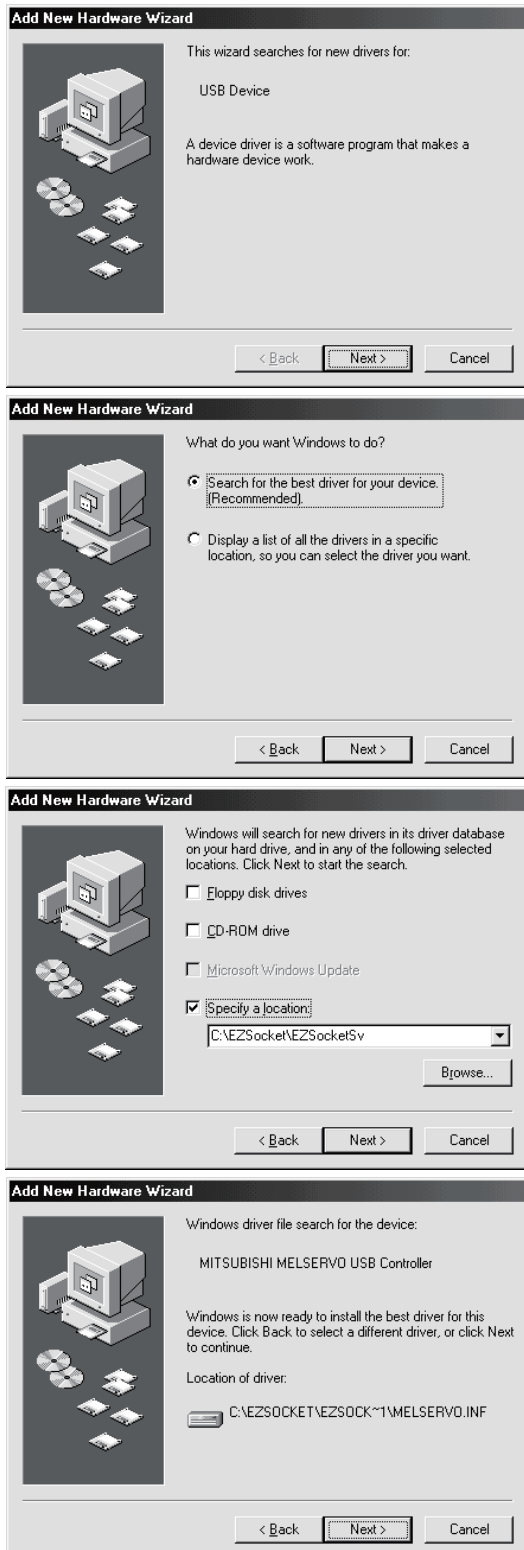 Add New Hardware Wizard
This wizard searches for new drivers for:
USB Device
A device driver is a software program that makes a
hardware device work.
< Back
Next >
Cancel
Add New Hardware Wizard
What do you want Windows to do?
Search for the best driver for your device.
(Recommended).
Display a list of all the drivers in a specific
location, so you can select the driver you want.
< Back
Next >
Cancel
Add New Hardware Wizard
Windows will search for new drivers in its driver database
on your hard drive, and in any of the following selected
locations. Click Next to start the search.
Floppy disk drives
CD-ROM drive
Microsoft Windows Update
Specify a location:
C:\EZSocket\EZSocketSv
Browse...
< Back
Next >
Cancel
Add New Hardware Wizard
Windows driver file search for the device:
MITSUBISHI MELSERVO USB Controller
Windows is now ready to install the best driver for this
device. Click Back to select a different driver, or click Next
to continue.
Location of driver:
C:\EZSOCKET\EZSOCK~1\MELSERVO.INF
< Back
Next >
Cancel